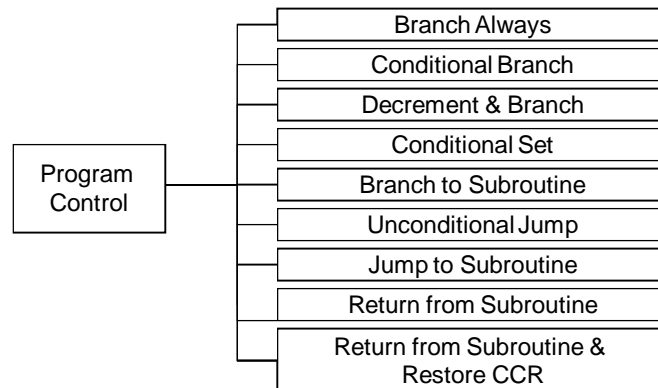 Branch Always
Conditional Branch
Decrement & Branch
Conditional Set
Program
Control
Branch to Subroutine
Unconditional Jump
Jump to Subroutine
Return from Subroutine
Return from Subroutine &
Restore CCR